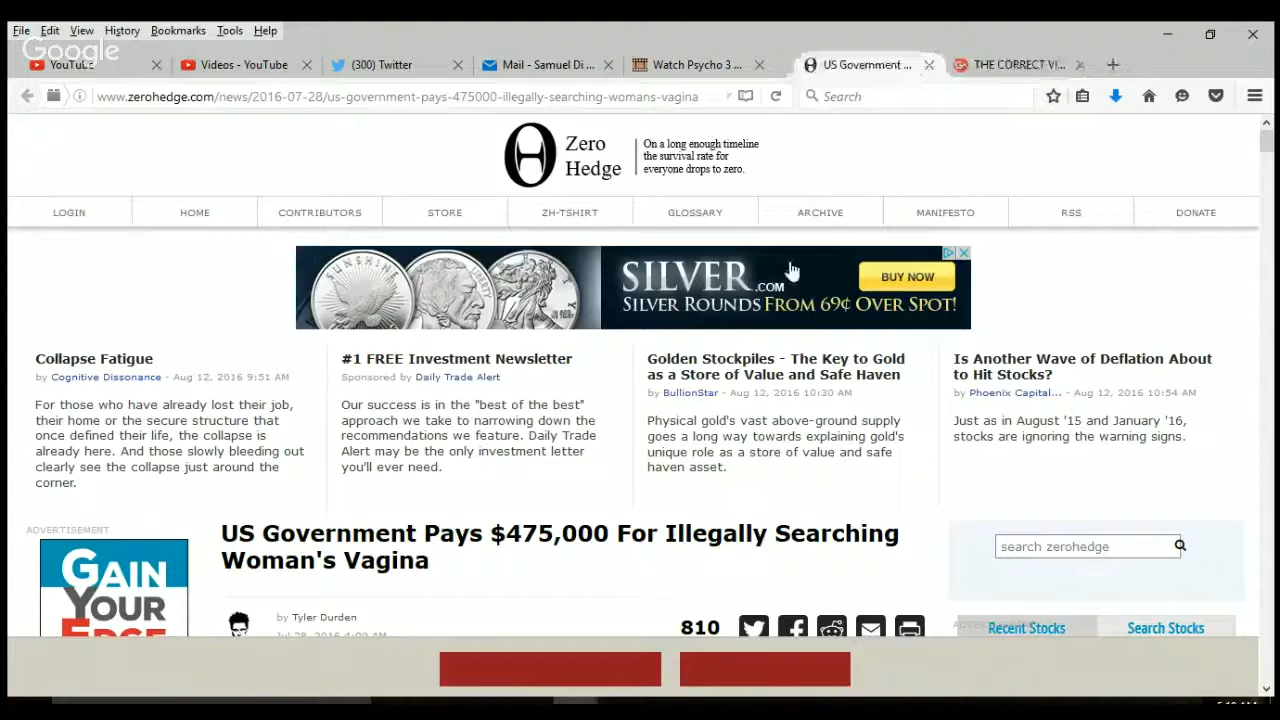 File Edit View History Bookmarks Tools Help
Google
YouTube
Videos - YouTube
(300) Twitter
Mail - Samuel Di ...
Watch Psycho 3 ...
US Government ...
THE CORRECT VI...
www.zerohedge.com/news/2016-07-28/us-government-pays-475000-illegally-searching-womans-vagina
Search
Zero
Hedge
On a long enough timeline
the survival rate for
everyone drops to zero.
LOGIN HOME CONTRIBUTORS STORE ZH-TSHIRT GLOSSARY ARCHIVE MANIFESTO RSS DONATE
SUNSHINE
LIBERTY
SILVER.COM
SILVER ROUNDS FROM 69¢ OVER SPOT!
BUY NOW
Collapse Fatigue
by Cognitive Dissonance - Aug 12, 2016 9:51 AM
For those who have already lost their job,
their home or the secure structure that
once defined their life, the collapse is
already here. And those slowly bleeding out
clearly see the collapse just around the
corner.
#1 FREE Investment Newsletter
Sponsored by Daily Trade Alert
Our success is in the "best of the best"
approach we take to narrowing down the
recommendations we feature. Daily Trade
Alert may be the only investment letter
you'll ever need.
Golden Stockpiles - The Key to Gold
as a Store of Value and Safe Haven
by BullionStar - Aug 12, 2016 10:30 AM
Physical gold's vast above-ground supply
goes a long way towards explaining gold's
unique role as a store of value and safe
haven asset.
Is Another Wave of Deflation About
to Hit Stocks?
by Phoenix Capital... - Aug 12, 2016 10:54 AM
Just as in August '15 and January '16,
stocks are ignoring the warning signs.
ADVERTISEMENT
GAIN
YOUR
EDGE
US Government Pays $475,000 For Illegally Searching
Woman's Vagina
by Tyler Durden
Jul 28, 2016 4:09 AM
810
search zerohedge
Recent Stocks
Search Stocks